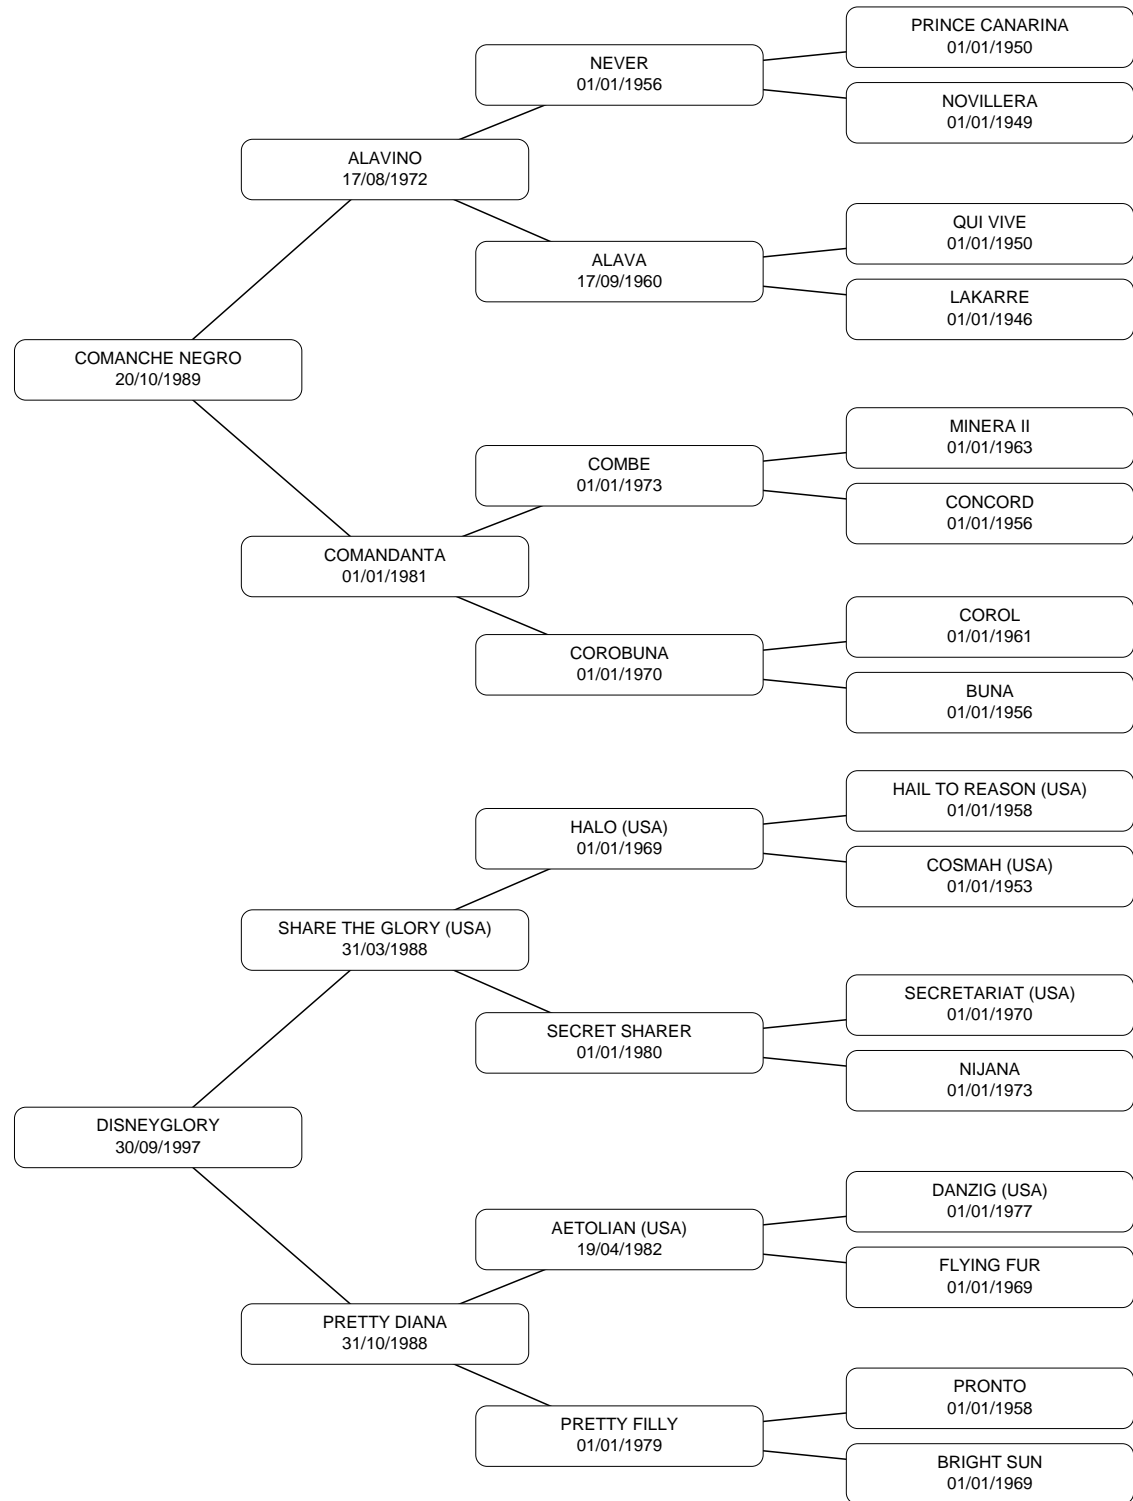 PRINCE CANARINA
01/01/1950
NEVER
01/01/1956
NOVILLERA
01/01/1949
ALAVINO
17/08/1972
QUI VIVE
01/01/1950
ALAVA
17/09/1960
LAKARRE
01/01/1946
COMANCHE NEGRO
20/10/1989
MINERA II
01/01/1963
COMBE
01/01/1973
CONCORD
01/01/1956
COMANDANTA
01/01/1981
COROL
01/01/1961
COROBUNA
01/01/1970
BUNA
01/01/1956
HAIL TO REASON (USA)
01/01/1958
HALO (USA)
01/01/1969
COSMAH (USA)
01/01/1953
SHARE THE GLORY (USA)
31/03/1988
SECRETARIAT (USA)
01/01/1970
SECRET SHARER
01/01/1980
NIJANA
01/01/1973
DISNEYGLORY
30/09/1997
DANZIG (USA)
01/01/1977
AETOLIAN (USA)
19/04/1982
FLYING FUR
01/01/1969
PRETTY DIANA
31/10/1988
PRONTO
01/01/1958
PRETTY FILLY
01/01/1979
BRIGHT SUN
01/01/1969